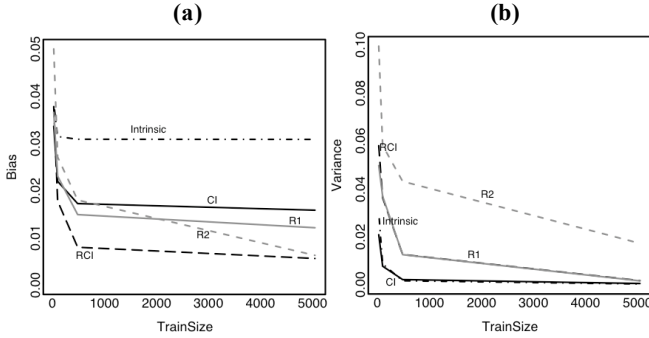 (a)
(b)
Bias
0.00 0.01 0.02 0.03 0.04 0.05
Intrinsic
CI
R1
R2
RCI
0 1000 2000 3000 4000 5000
TrainSize
Variance
0.00 0.02 0.04 0.06 0.08 0.10
RCI
R2
Intrinsic
R1
CI
0 1000 2000 3000 4000 5000
TrainSize